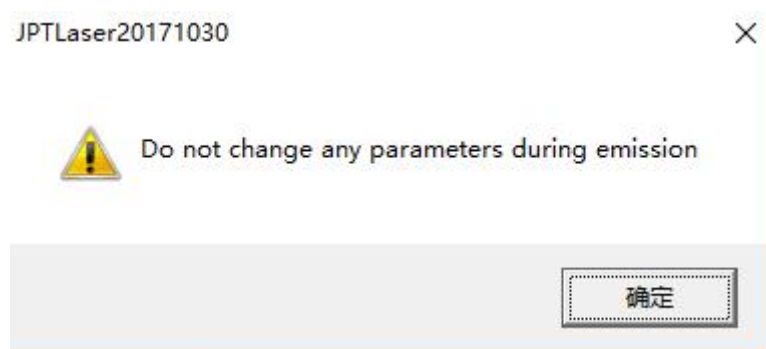 JPTLaser20171030
Do not change any parameters during emission
确定